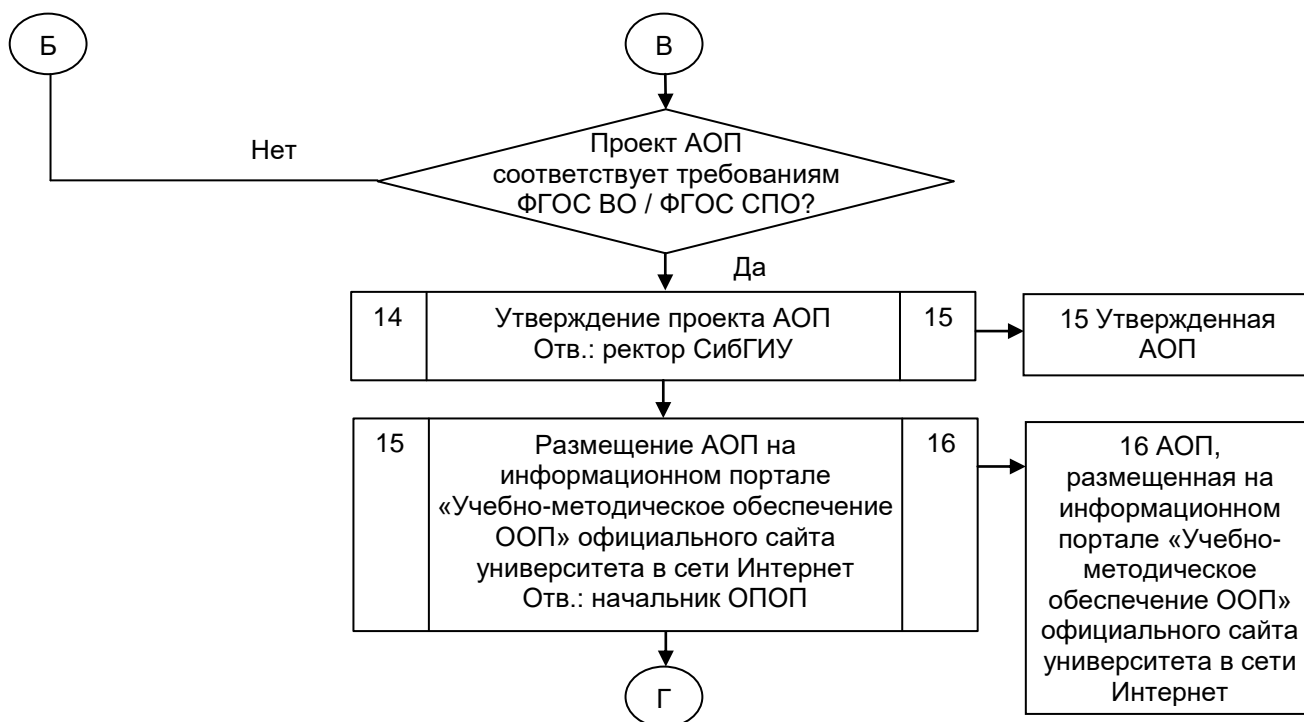 Б
В
Нет
Проект АОП
соответствует требованиям
ФГОС ВО / ФГОС СПО?
Да
14
Утверждение проекта АОП
Отв.: ректор СибГИУ
15
15 Утвержденная
АОП
15
Размещение АОП на
информационном портале
«Учебно-методическое обеспечение
ООП» официального сайта
университета в сети Интернет
Отв.: начальник ОПОП
16
16 АОП,
размещенная на
информационном
портале «Учебно-
методическое
обеспечение ООП»
официального сайта
университета в сети
Интернет
Г